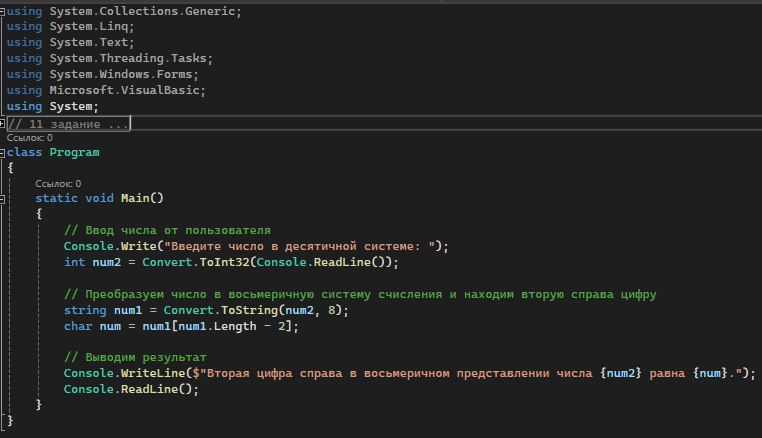 using System.Collections.Generic;
using System.Linq;
using System.Text;
using System.Threading.Tasks;
using System.Windows.Forms;
using Microsoft.VisualBasic;
using System;
// 11 задание ...
Ссылок: 0
class Program
{
Ссылок: 0
static void Main()
{
// Ввод числа от пользователя
Console.Write("Введите число в десятичной системе: ");
int num2 = Convert.ToInt32(Console.ReadLine());
// Преобразуем число в восьмеричную систему счисления и находим вторую справа цифру
string num1 = Convert.ToString(num2, 8);
char num = num1[num1.Length - 2];
// Выводим результат
Console.WriteLine($"Вторая цифра справа в восьмеричном представлении числа {num2} равна {num}.");
Console.ReadLine();
}
}